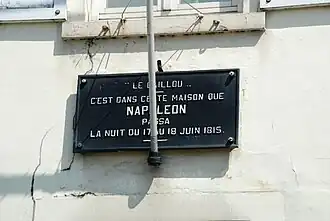 "LE CAILLOU"
C'EST DANS CETTE MAISON QUE
NAPOLEON
PASSA
LA NUIT DU 17 AU 18 JUIN 1815.